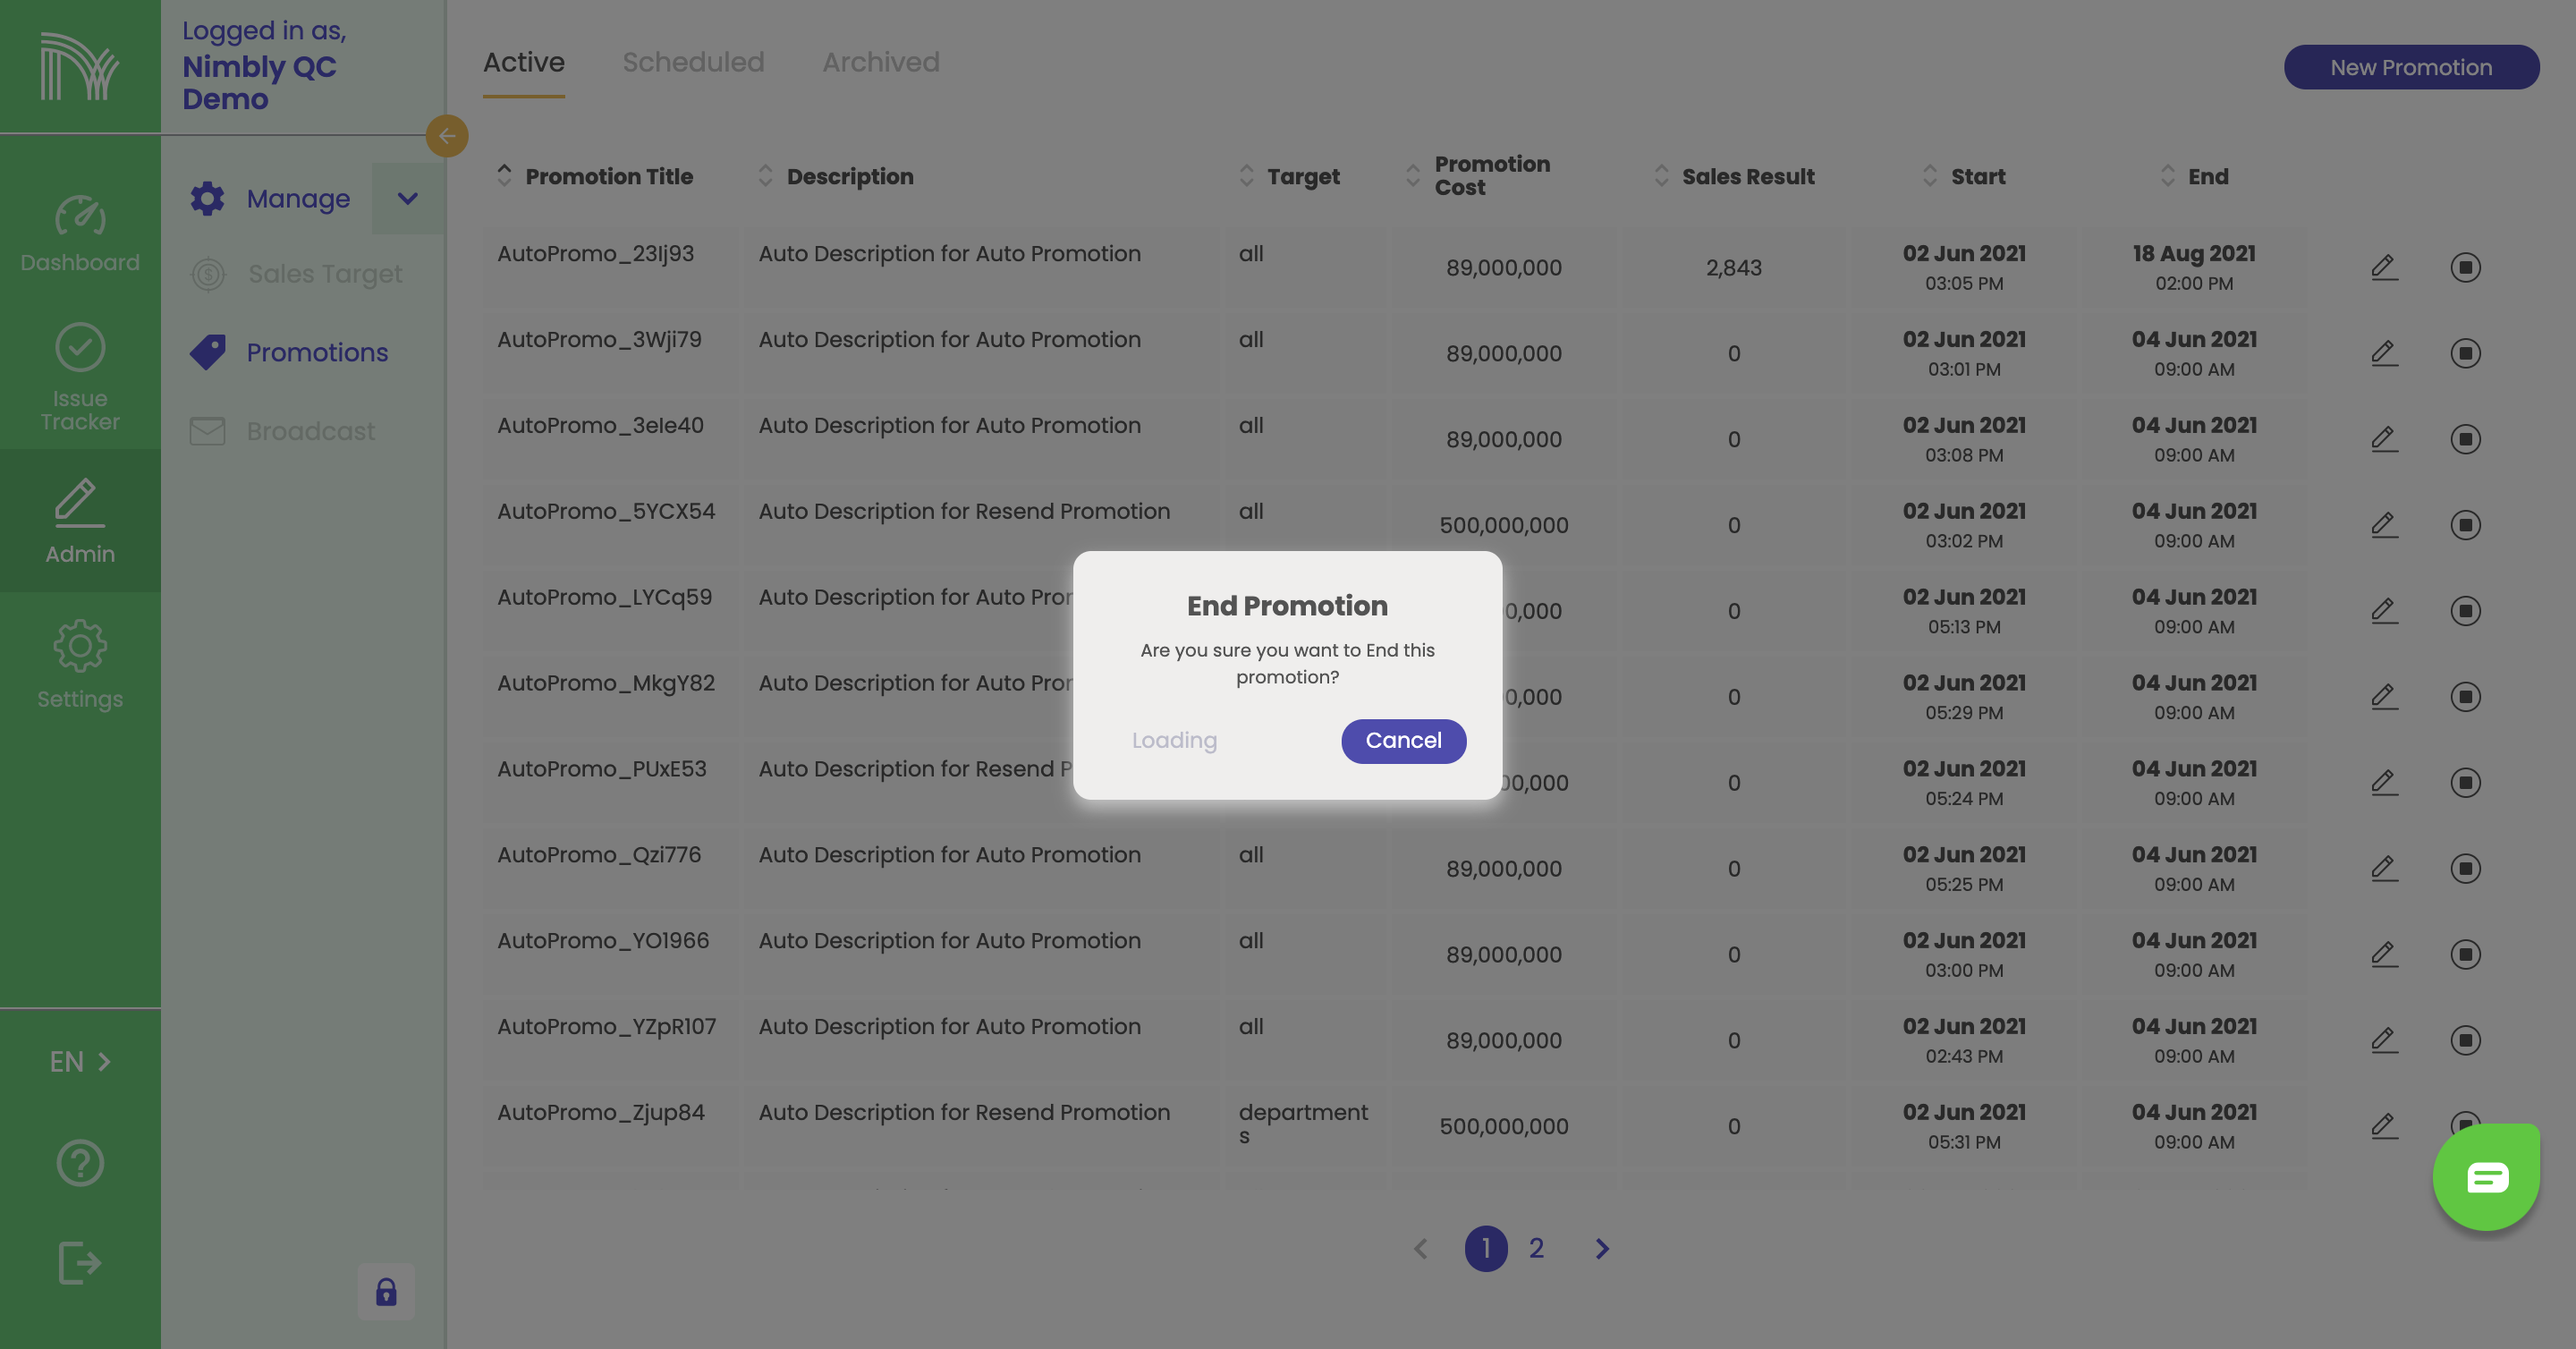 Logged in as,
Nimbly QC
Demo
Dashboard
Issue
Tracker
Admin
Settings
EN
Manage
Sales Target
Promotions
Broadcast
Active Scheduled Archived
New Promotion
Promotion Title Description Target Promotion Cost Sales Result Start End
AutoPromo_23Ij93 Auto Description for Auto Promotion all 89,000,000 2,843 02 Jun 2021 18 Aug 2021
03:05 PM 02:00 PM
AutoPromo_3Wji79 Auto Description for Auto Promotion all 89,000,000 0 02 Jun 2021 04 Jun 2021
03:01 PM 09:00 AM
AutoPromo_3eIe40 Auto Description for Auto Promotion all 89,000,000 0 02 Jun 2021 04 Jun 2021
03:08 PM 09:00 AM
AutoPromo_5YCX54 Auto Description for Resend Promotion all 500,000,000 0 02 Jun 2021 04 Jun 2021
03:02 PM 09:00 AM
AutoPromo_LYCq59 Auto Description for Auto 0,000 0 02 Jun 2021 04 Jun 2021
05:13 PM 09:00 AM
AutoPromo_MkgY82 Auto Description for Auto 0,000 0 02 Jun 2021 04 Jun 2021
05:29 PM 09:00 AM
AutoPromo_PUxE53 Auto Description for Resend 00,000 0 02 Jun 2021 04 Jun 2021
05:24 PM 09:00 AM
AutoPromo_Qzi776 Auto Description for Auto Promotion all 89,000,000 0 02 Jun 2021 04 Jun 2021
05:25 PM 09:00 AM
AutoPromo_YO1966 Auto Description for Auto Promotion all 89,000,000 0 02 Jun 2021 04 Jun 2021
03:00 PM 09:00 AM
AutoPromo_YZpR107 Auto Description for Auto Promotion all 89,000,000 0 02 Jun 2021 04 Jun 2021
02:43 PM 09:00 AM
AutoPromo_Zjup84 Auto Description for Resend Promotion department
s 500,000,000 0 02 Jun 2021 04 Jun 2021
05:31 PM 09:00 AM
End Promotion
Are you sure you want to End this
promotion?
Loading Cancel
1 2